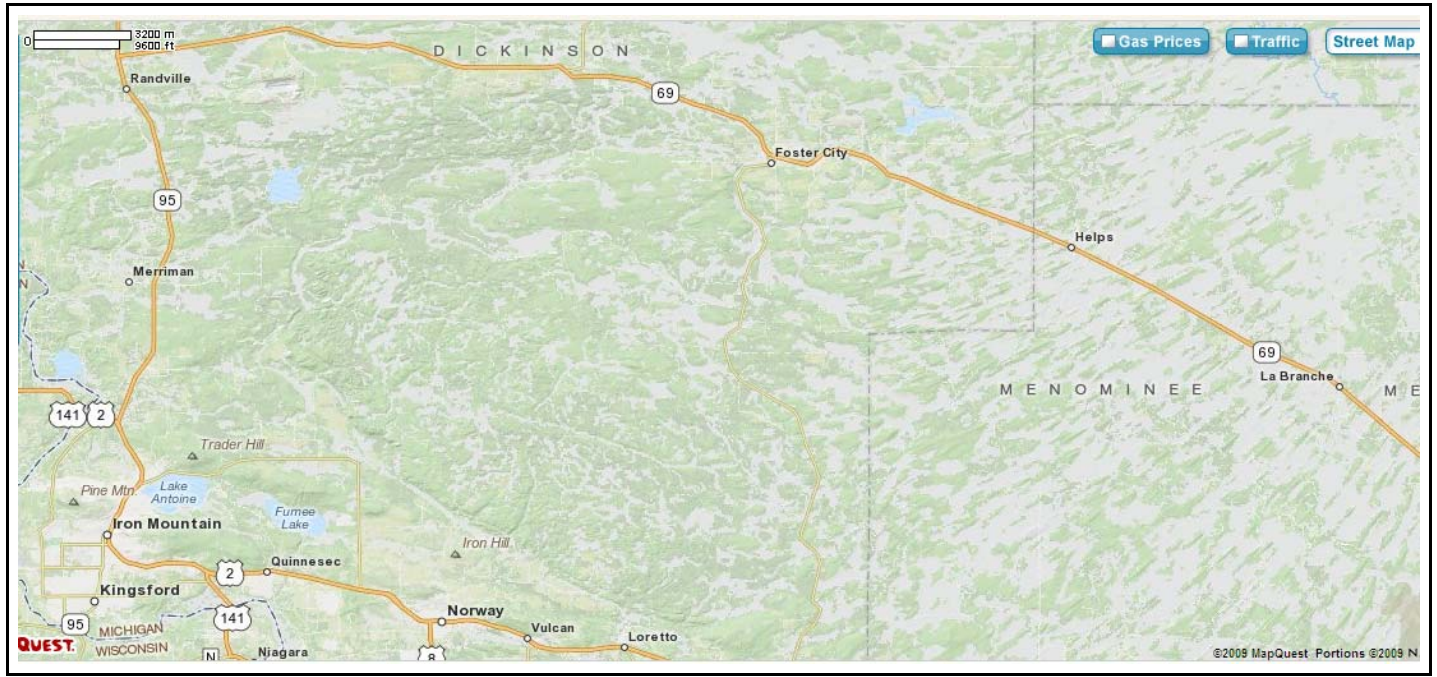 0
3200 m
9600 ft
DICKINSON
Gas Prices
Traffic
Street Map
Randville
69
Foster City
95
Helps
Merriman
N
N
69
La Branche
MENOMINEE
ME
141
2
Trader Hill
Pine Mtn.
Lake
Antoine
Fumee
Lake
Iron Mountain
Iron Hill
Quinnesec
2
Kingsford
Norway
141
95
MICHIGAN
WISCONSIN
Vulcan
Loretto
QUEST.
N
Niagara
8
©2009 MapQuest Portions ©2009 N